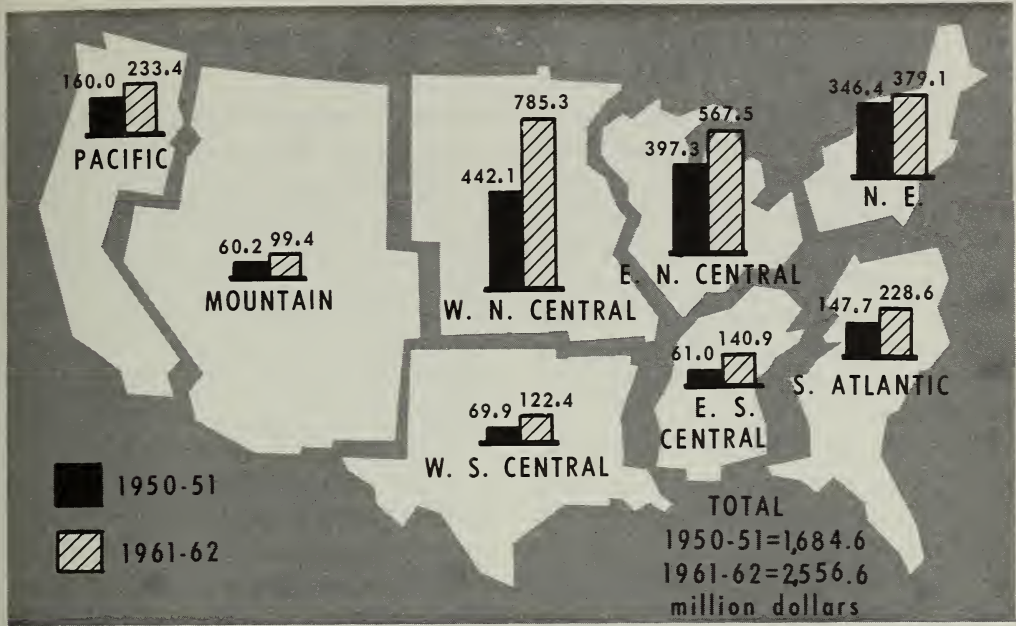 160.0 233.4
PACIFIC
60.2 99.4
MOUNTAIN
442.1 785.3
W. N. CENTRAL
397.3 567.5
E. N. CENTRAL
346.4 379.1
N. E.
147.7 228.6
S. ATLANTIC
61.0 140.9
E. S.
CENTRAL
69.9 122.4
W. S. CENTRAL
1950-51
1961-62
TOTAL
1950-51=1,684.6
1961-62=2,556.6
million dollars